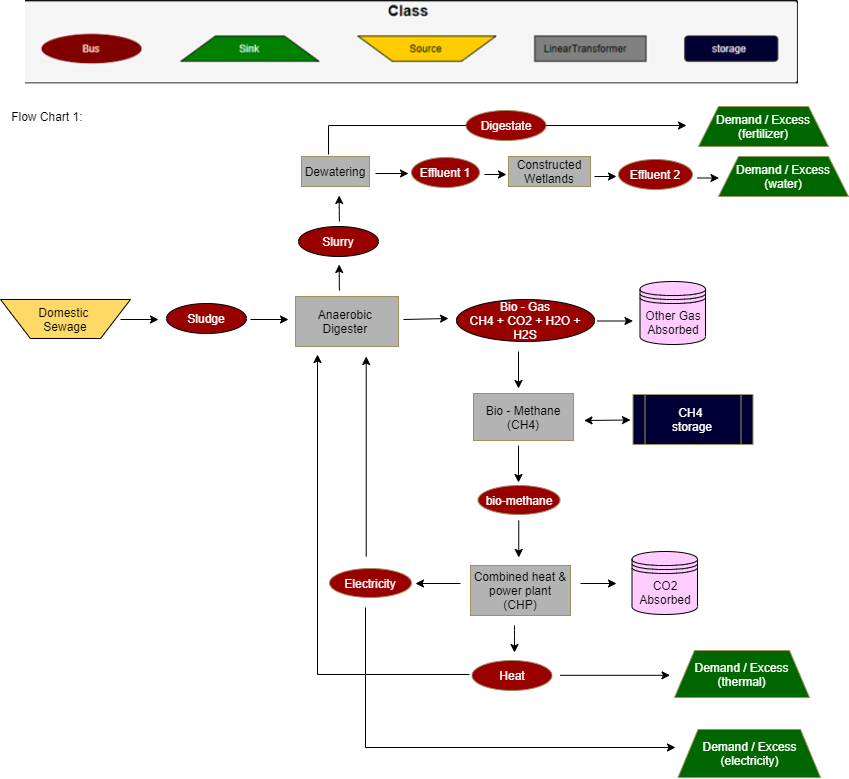 Class
Bus
Sink
Source
LinearTransformer
storage
Flow Chart 1:
Digestate
Demand / Excess
(fertilizer)
Dewatering
Effluent 1
Constructed
Wetlands
Effluent 2
Demand / Excess
(water)
Slurry
Domestic
Sewage
Sludge
Anaerobic
Digester
Bio - Gas
CH4 + CO2 + H2O +
H2S
Other Gas
Absorbed
Bio - Methane
(CH4)
CH4
storage
bio-methane
Electricity
Combined heat &
power plant
(CHP)
CO2
Absorbed
Heat
Demand / Excess
(thermal)
Demand / Excess
(electricity)